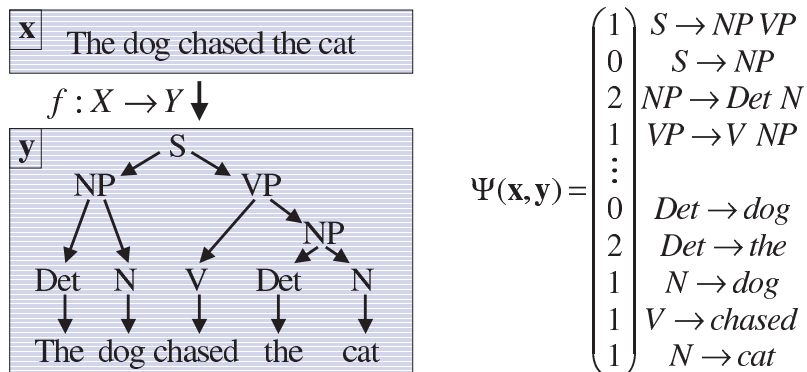 x
The dog chased the cat
f : X → Y
y
S
NP VP
NP
Det N V Det N
The dog chased the cat
Ψ(x,y) =
1 S → NP VP
0 S → NP
2 NP → Det N
1 VP → V NP
⋮
0 Det → dog
2 Det → the
1 N → dog
1 V → chased
1 N → cat